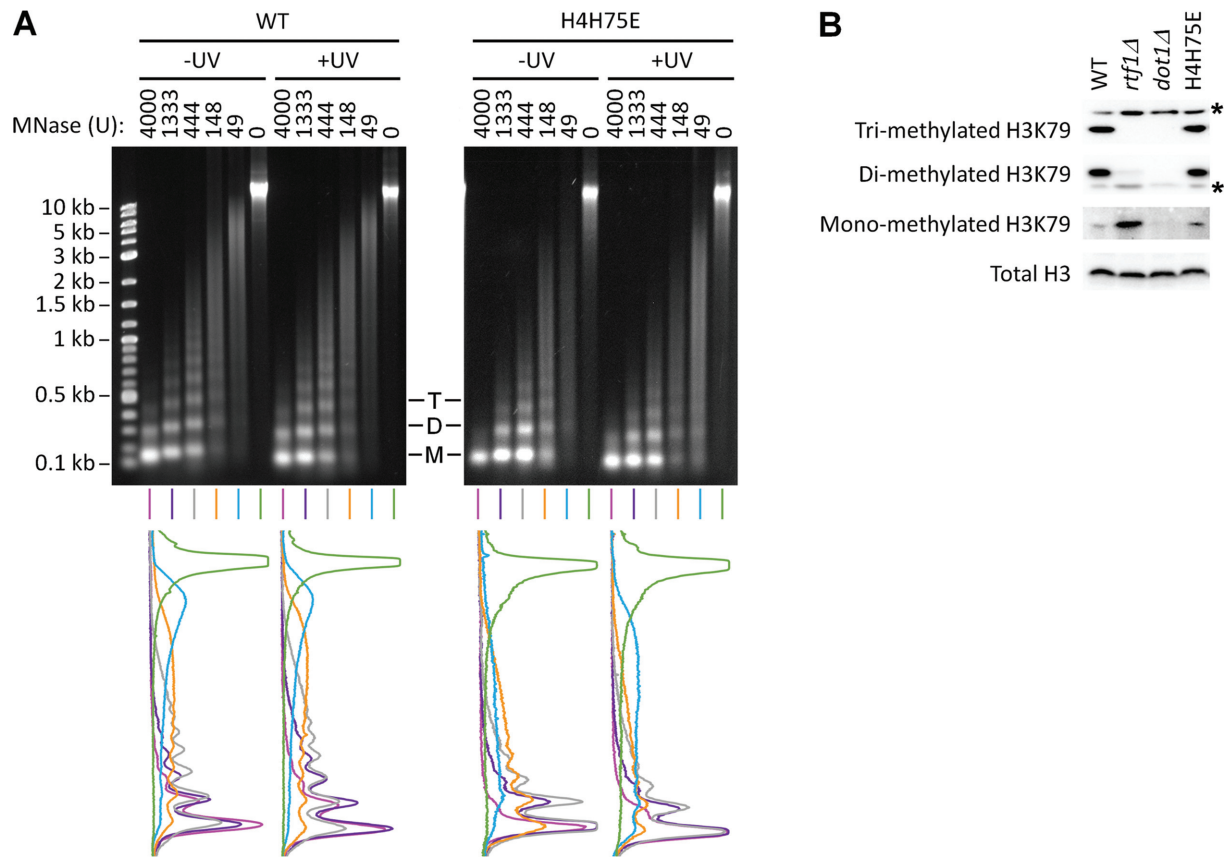 A
WT
H4H75E
-UV
+UV
-UV
+UV
MNase (U):
4000
1333
444
148
49
0
4000
1333
444
148
49
0
4000
1333
444
148
49
0
4000
1333
444
148
49
0
10 kb
5 kb
3 kb
2 kb
1.5 kb
1 kb
0.5 kb
0.1 kb
T
D
M
B
WT
rtf1Δ
dot1Δ
H4H75E
*
Tri-methylated H3K79
Di-methylated H3K79
*
Mono-methylated H3K79
Total H3